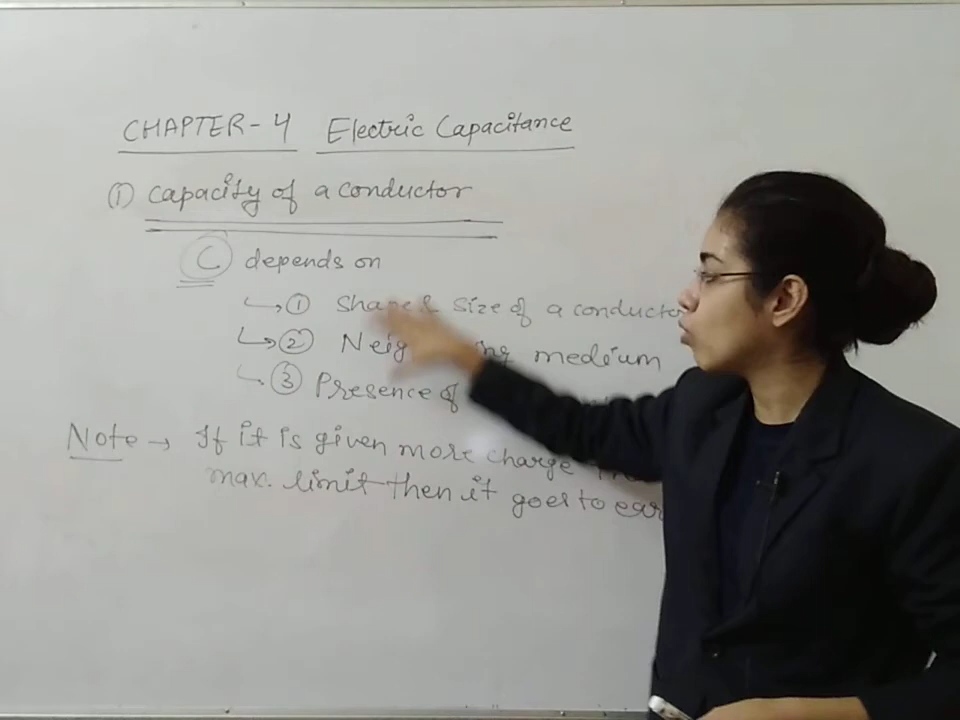 CHAPTER-4 Electric Capacitance
① Capacity of a conductor
C depends on
↳ ① Shape & size of a conductor
↳ ② medium
↳ ③ Presence of
Note → If it is given more charge
max. limit then it goes to